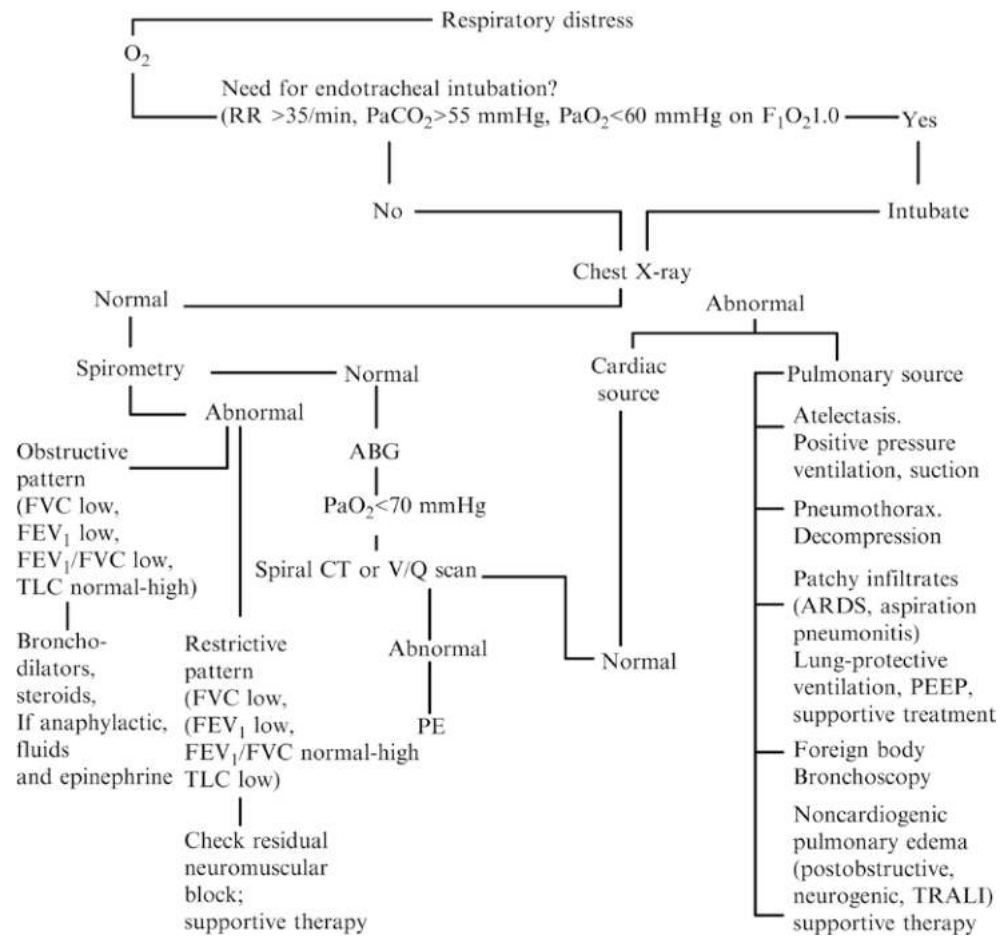 Respiratory distress
O₂
Need for endotracheal intubation?
(RR >35/min, PaCO₂>55 mmHg, PaO₂<60 mmHg on F₁O₂1.0
Yes
No
Intubate
Chest X-ray
Normal
Abnormal
Spirometry
Normal
Cardiac
source
Pulmonary source
Abnormal
Obstructive
pattern
(FVC low,
FEV₁ low,
FEV₁/FVC low,
TLC normal-high)
Broncho-
dilators,
steroids,
If anaphylactic,
fluids
and epinephrine
Restrictive
pattern
(FVC low,
(FEV₁ low,
FEV₁/FVC normal-high
TLC low)
Check residual
neuromuscular
block;
supportive therapy
ABG
PaO₂<70 mmHg
Spiral CT or V/Q scan
Abnormal
PE
Normal
Atelectasis.
Positive pressure
ventilation, suction
Pneumothorax.
Decompression
Patchy infiltrates
(ARDS, aspiration
pneumonitis)
Lung-protective
ventilation, PEEP,
supportive treatment
Foreign body
Bronchoscopy
Noncardiogenic
pulmonary edema
(postobstructive,
neurogenic, TRALI)
supportive therapy